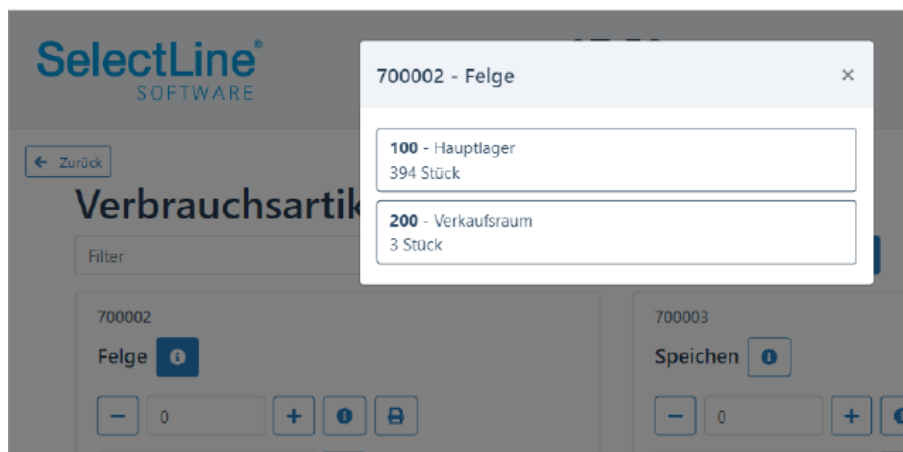 SelectLine®
SOFTWARE
700002 - Felge
×
100 - Hauptlager
394 Stück
200 - Verkaufsraum
3 Stück
← Zurück
Verbrauchsartik
Filter
700002
Felge
0
700003
Speichen
0